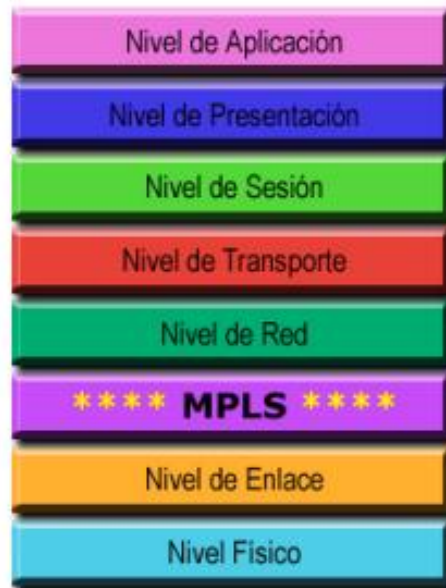 Nivel de Aplicación
Nivel de Presentación
Nivel de Sesión
Nivel de Transporte
Nivel de Red
**** MPLS ****
Nivel de Enlace
Nivel Físico